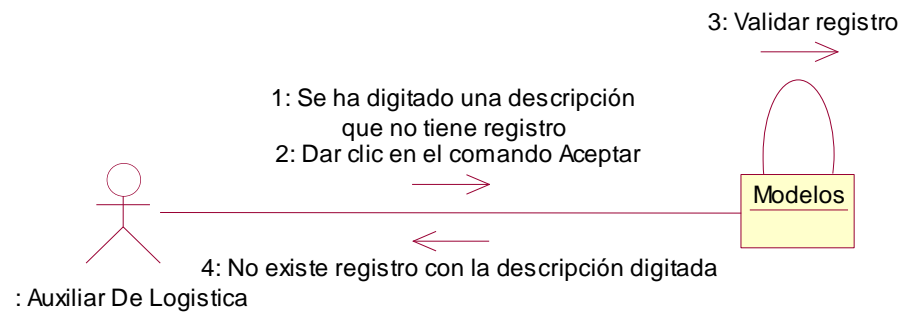 3: Validar registro
1: Se ha digitado una descripción
que no tiene registro
2: Dar clic en el comando Aceptar
Modelos
4: No existe registro con la descripción digitada
: Auxiliar De Logistica